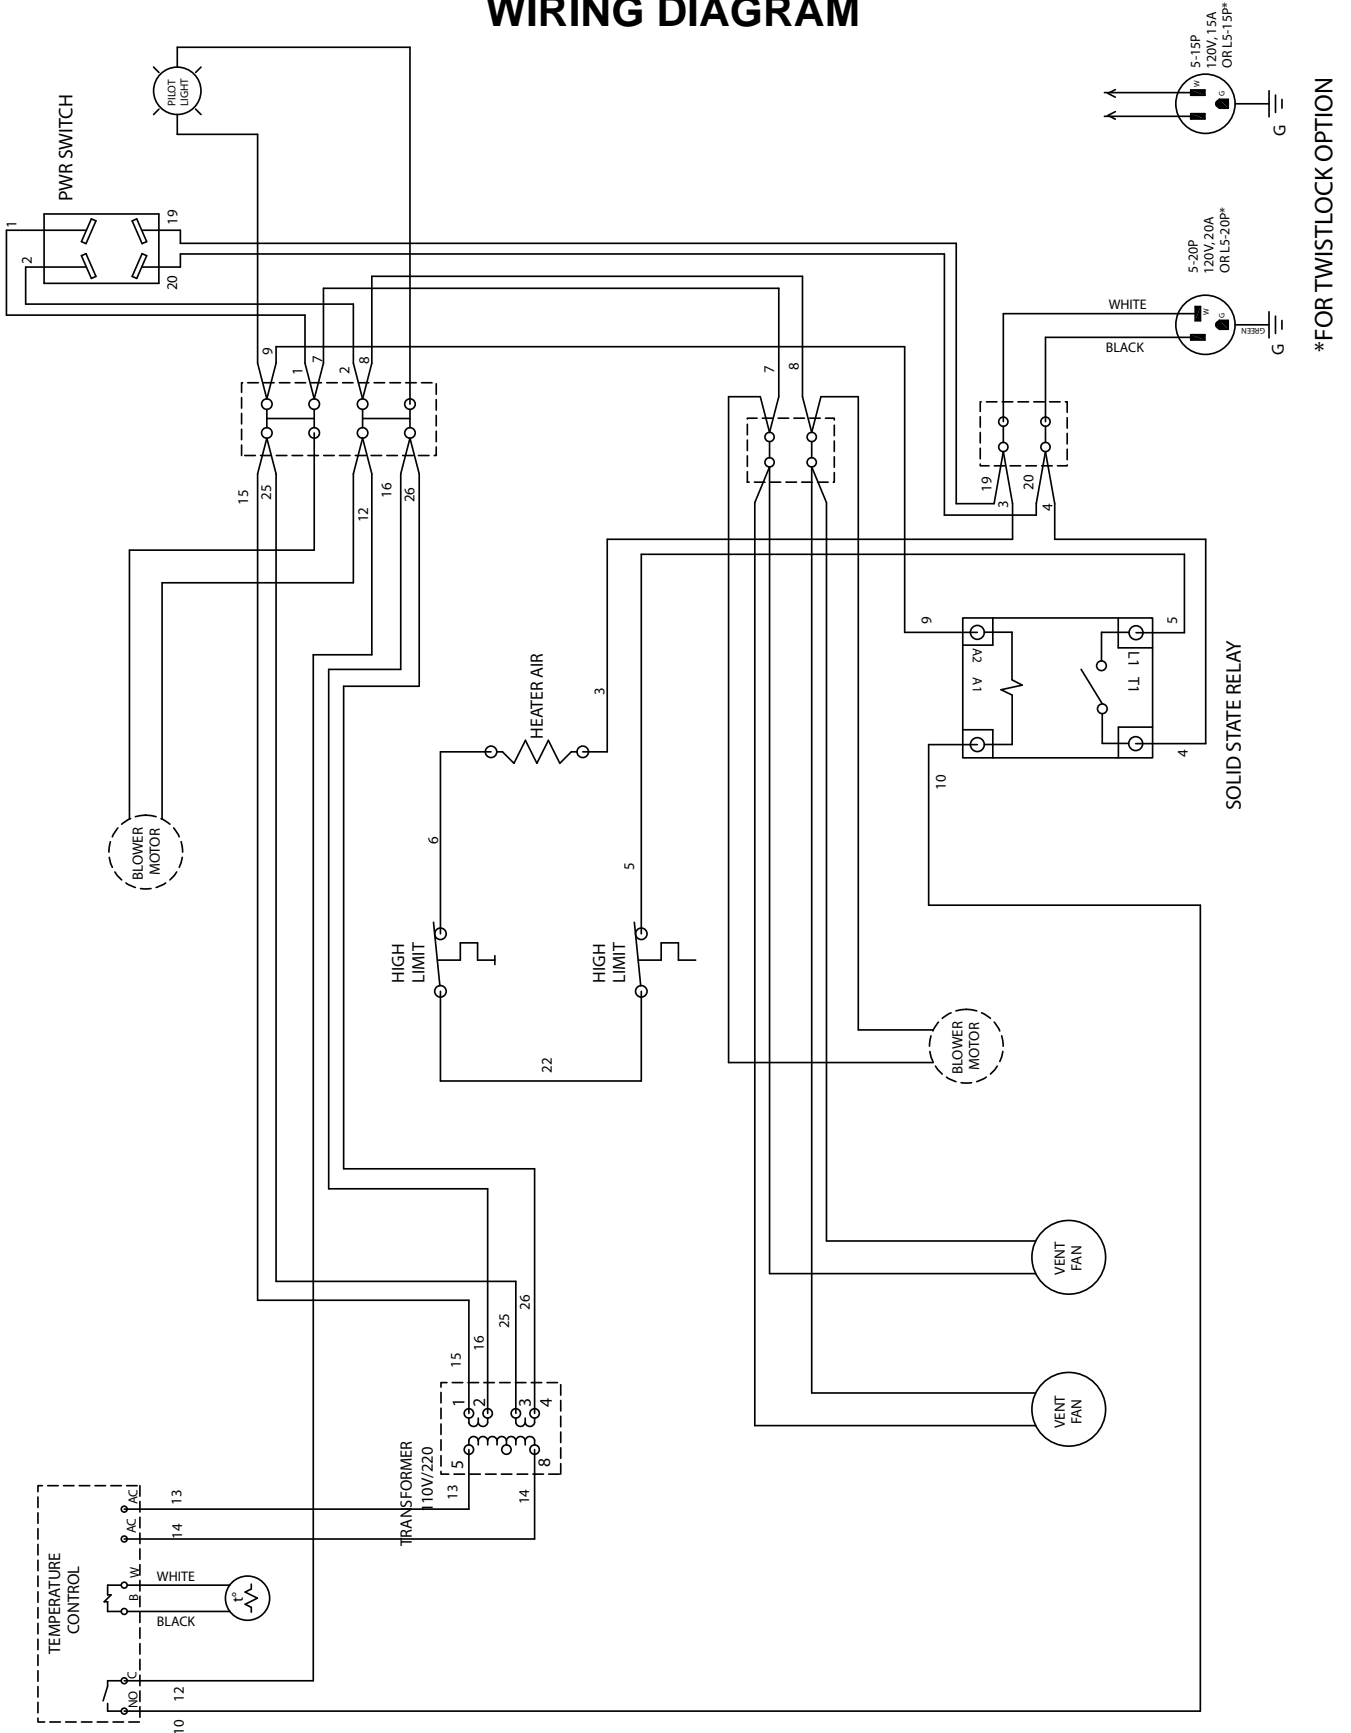 WIRING DIAGRAM
PILOT
LIGHT
PWR SWITCH
1
2
19
20
5-15P
120V, 15A
OR L5-15P*
W
G
G
*FOR TWISTLOCK OPTION
5-20P
120V, 20A
OR L5-20P*
WHITE
BLACK
W
G
GREEN
G
9
1
7
2
8
15
25
12
16
26
7
8
19
3
20
4
BLOWER
MOTOR
HEATER AIR
3
6
5
HIGH
LIMIT
HIGH
LIMIT
22
9
10
A2
A1
L1
T1
5
4
SOLID STATE RELAY
BLOWER
MOTOR
VENT
FAN
VENT
FAN
15
16
25
26
1
2
3
4
5
8
13
14
TRANSFORMER
110V/220
TEMPERATURE
CONTROL
AC
AC
W
B
C
NO
13
14
WHITE
BLACK
t°
12
10